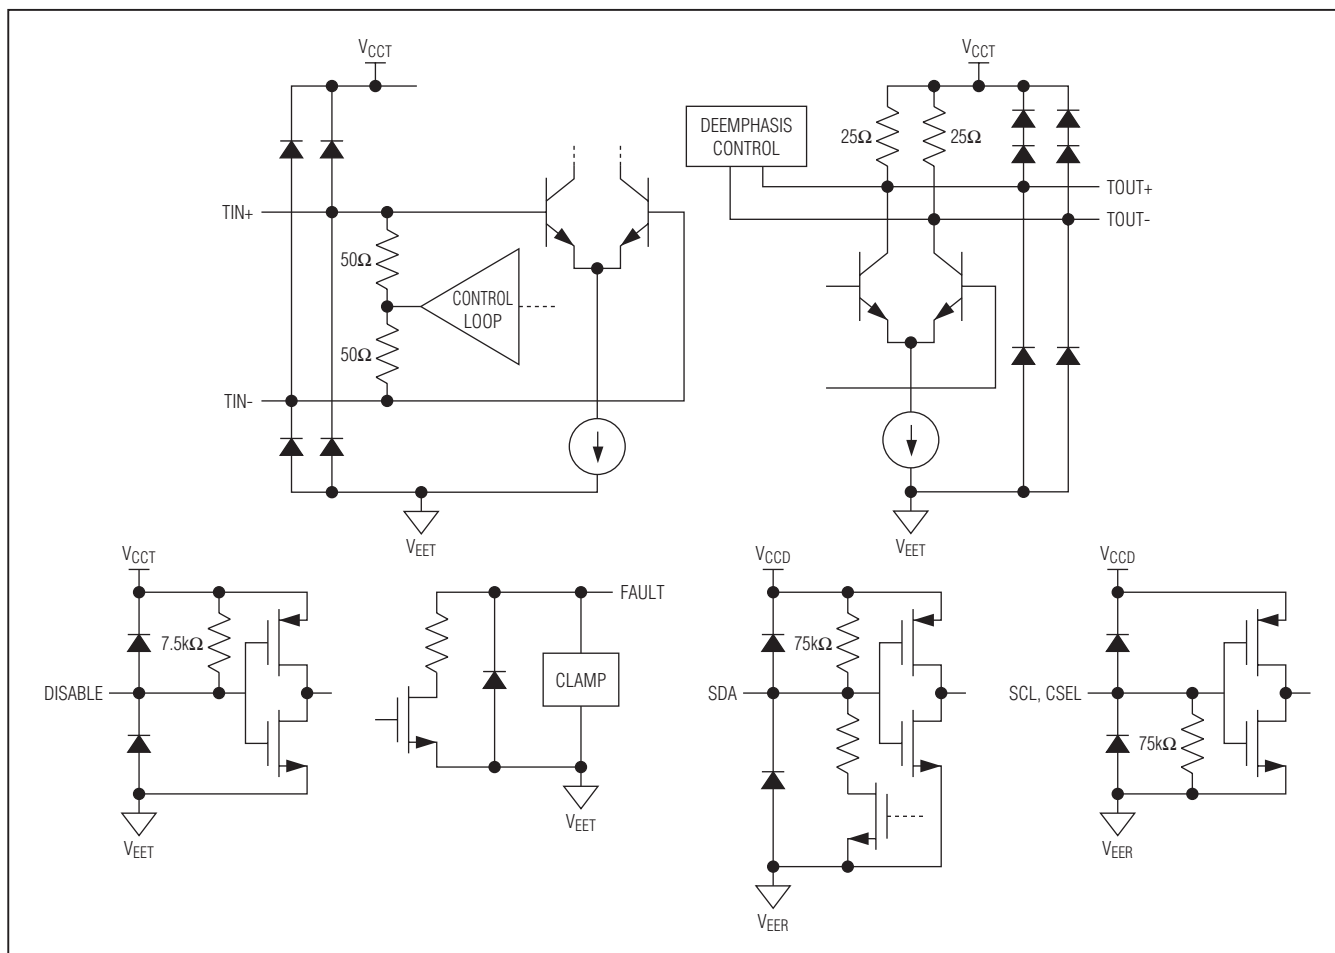 VCCT
VCCT
DEEMPHASIS
CONTROL
25Ω
25Ω
TOUT+
TOUT-
TIN+
50Ω
CONTROL
LOOP
50Ω
TIN-
VEET
VEET
VCCT
7.5kΩ
DISABLE
VEET
FAULT
CLAMP
VEET
VCCD
75kΩ
SDA
VEER
VCCD
SCL, CSEL
75kΩ
VEER